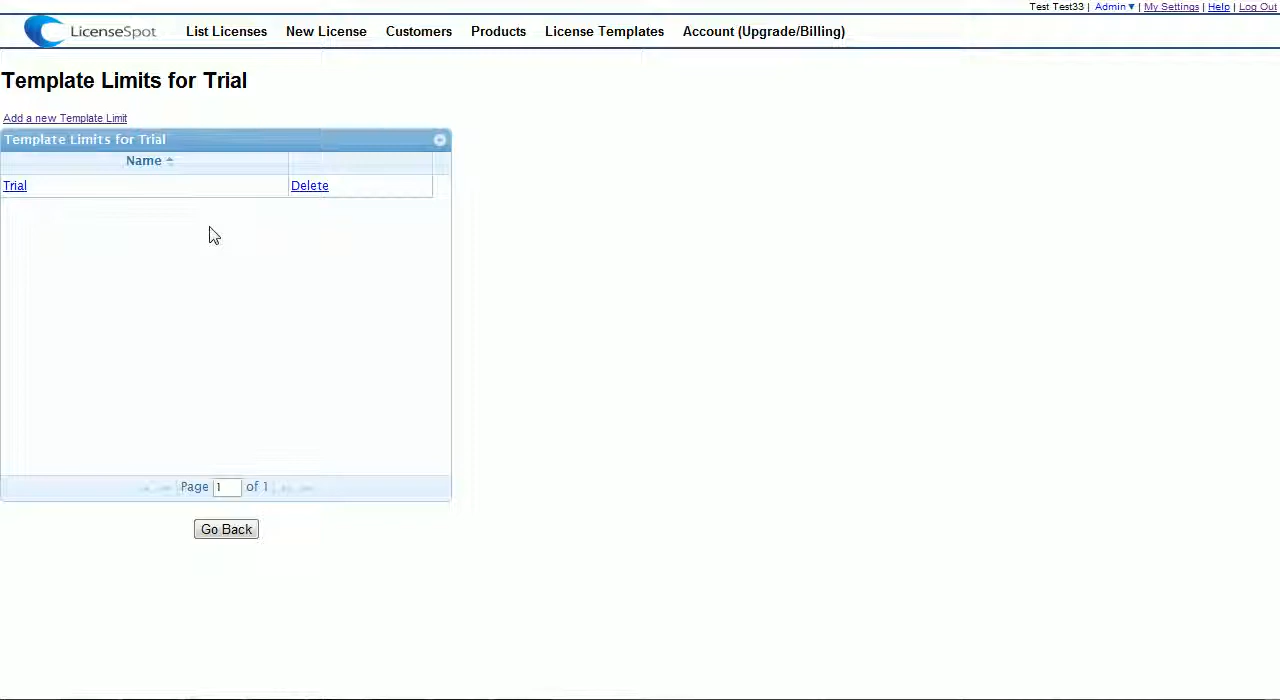 Test Test33 | Admin ▼ | My Settings | Help | Log Out
LicenseSpot List Licenses New License Customers Products License Templates Account (Upgrade/Billing)
Template Limits for Trial
Add a new Template Limit
Template Limits for Trial
Name
Trial Delete
Page 1 of 1
Go Back